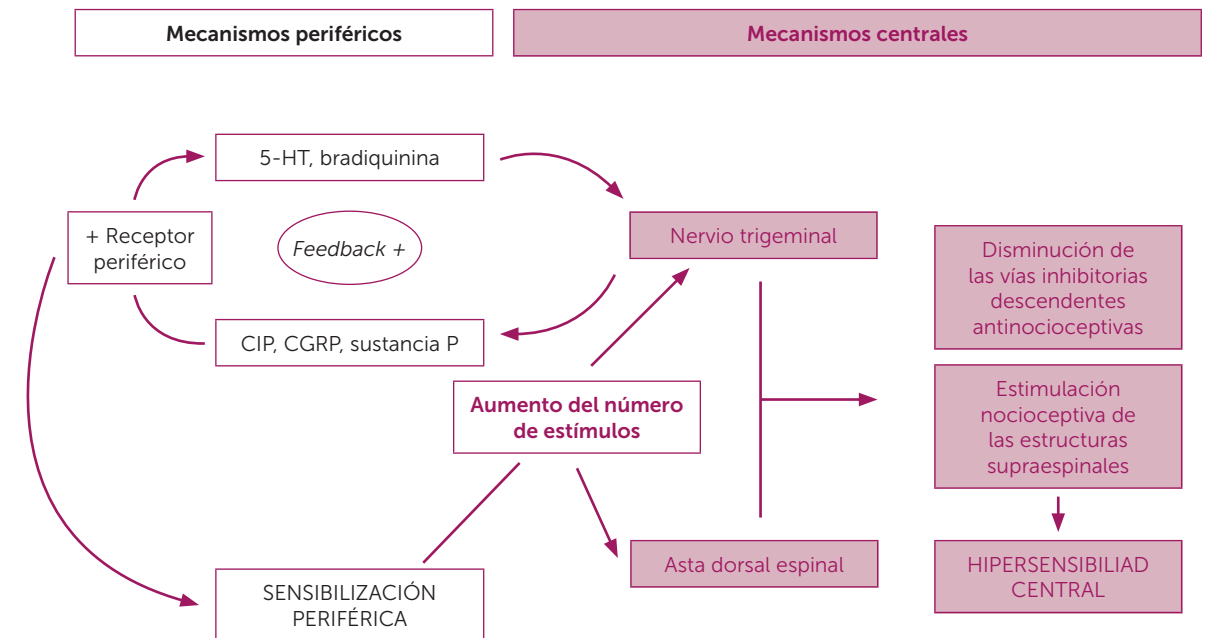 Mecanismos periféricos
Mecanismos centrales
5-HT, bradiquinina
+ Receptor
periférico
Feedback +
Nervio trigeminal
CIP, CGRP, sustancia P
Aumento del número
de estímulos
Disminución de
las vías inhibitorias
descendentes
antinocioceptivas
Estimulación
nocioceptiva de
las estructuras
supraespinales
SENSIBILIZACIÓN
PERIFÉRICA
Asta dorsal espinal
HIPERSENSIBILIAD
CENTRAL